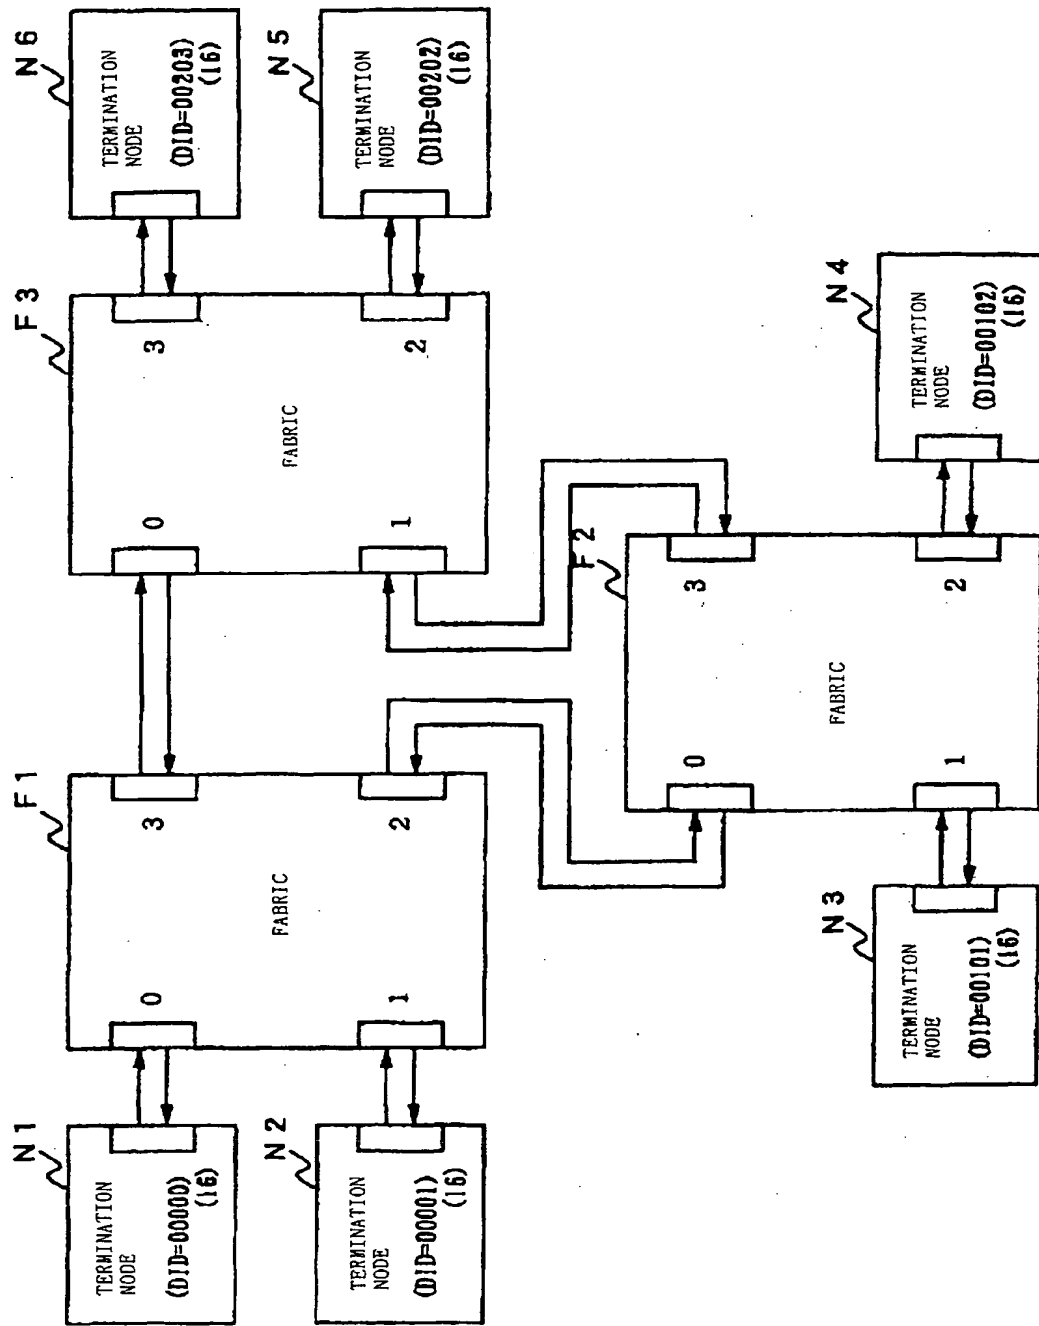 N1
TERMINATION
NODE
(DID=00000)
(16)
N2
TERMINATION
NODE
(DID=00001)
(16)
F1
FABRIC
0
1
2
3
F3
FABRIC
0
1
2
3
N6
TERMINATION
NODE
(DID=00203)
(16)
N5
TERMINATION
NODE
(DID=00202)
(16)
N3
TERMINATION
NODE
(DID=00101)
(16)
F2
FABRIC
0
1
2
3
N4
TERMINATION
NODE
(DID=00102)
(16)